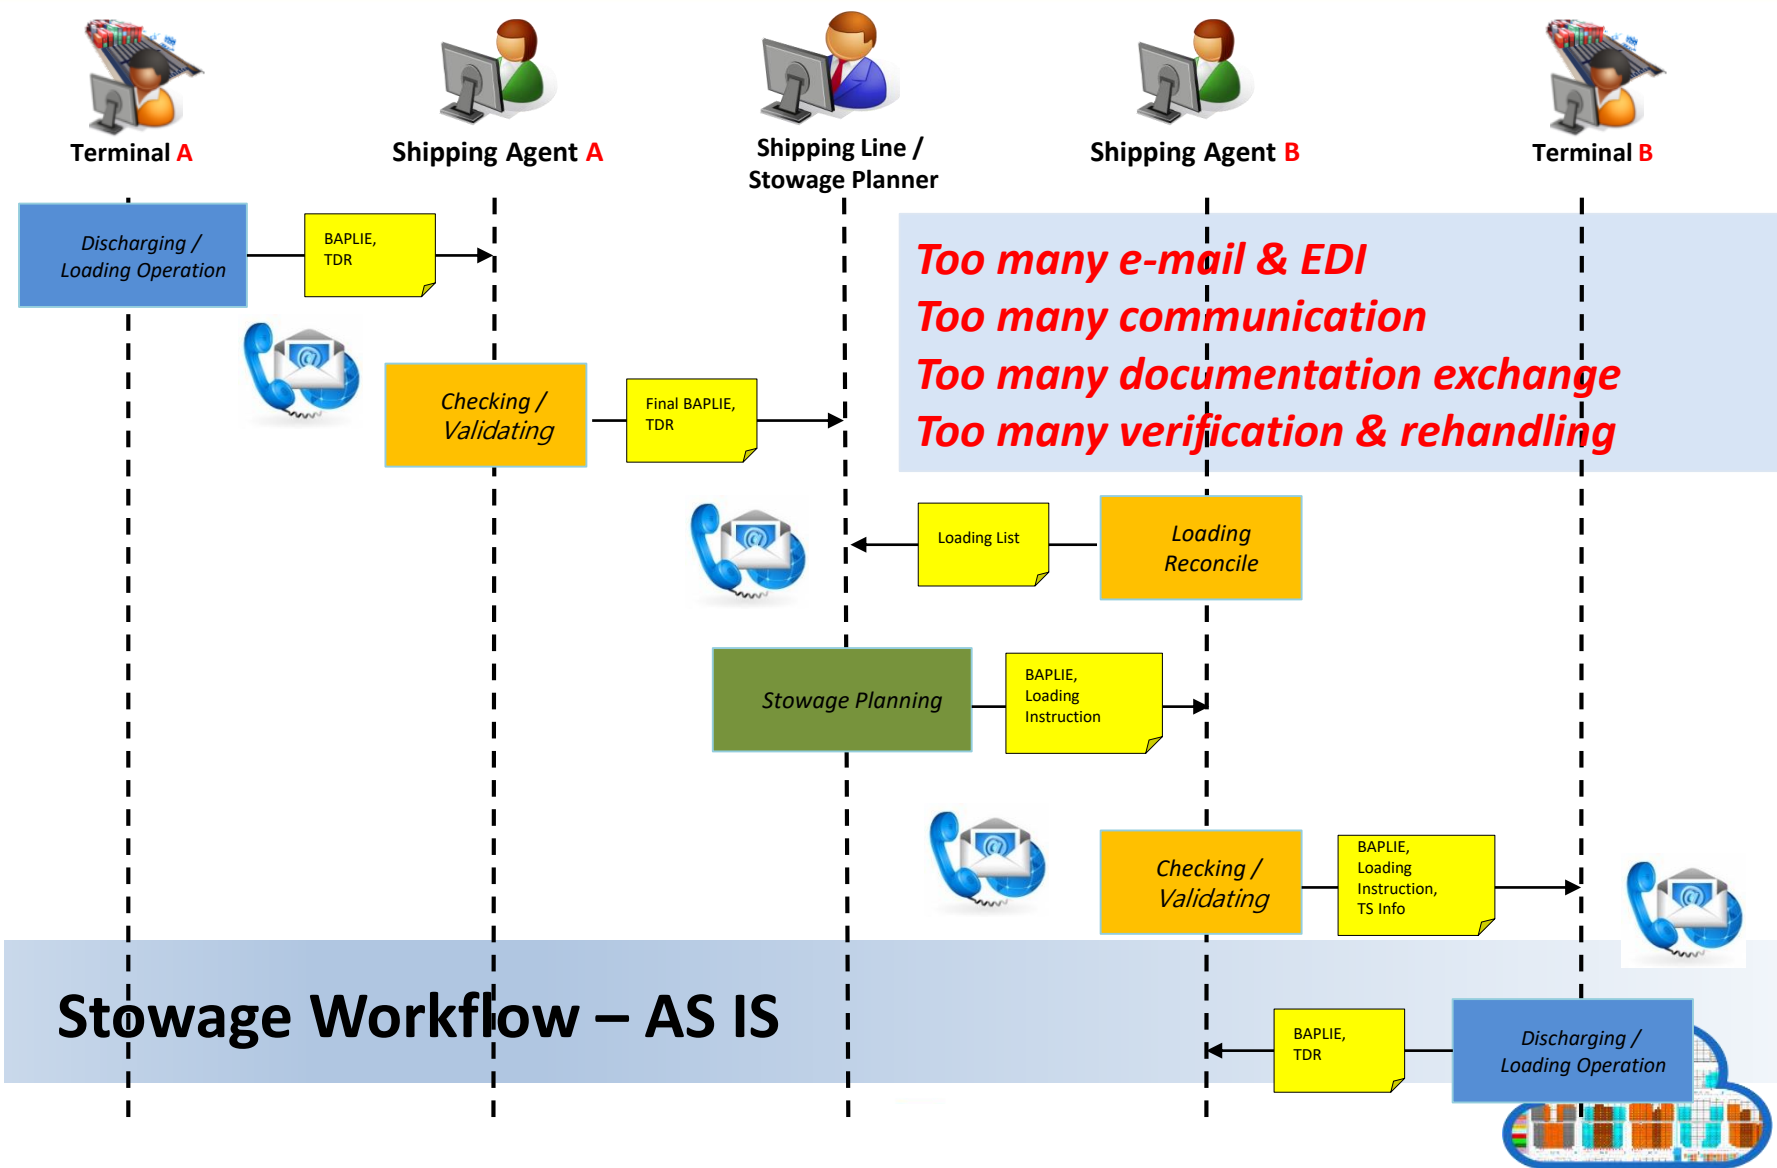 Terminal A
Shipping Agent A
Shipping Line /
Stowage Planner
Shipping Agent B
Terminal B
Discharging /
Loading Operation
BAPLIE,
TDR
Too many e-mail & EDI
Too many communication
Too many documentation exchange
Too many verification & rehandling
Checking /
Validating
Final BAPLIE,
TDR
Loading List
Loading
Reconcile
Stowage Planning
BAPLIE,
Loading
Instruction
Checking /
Validating
BAPLIE,
Loading
Instruction,
TS Info
Stowage Workflow – AS IS
BAPLIE,
TDR
Discharging /
Loading Operation